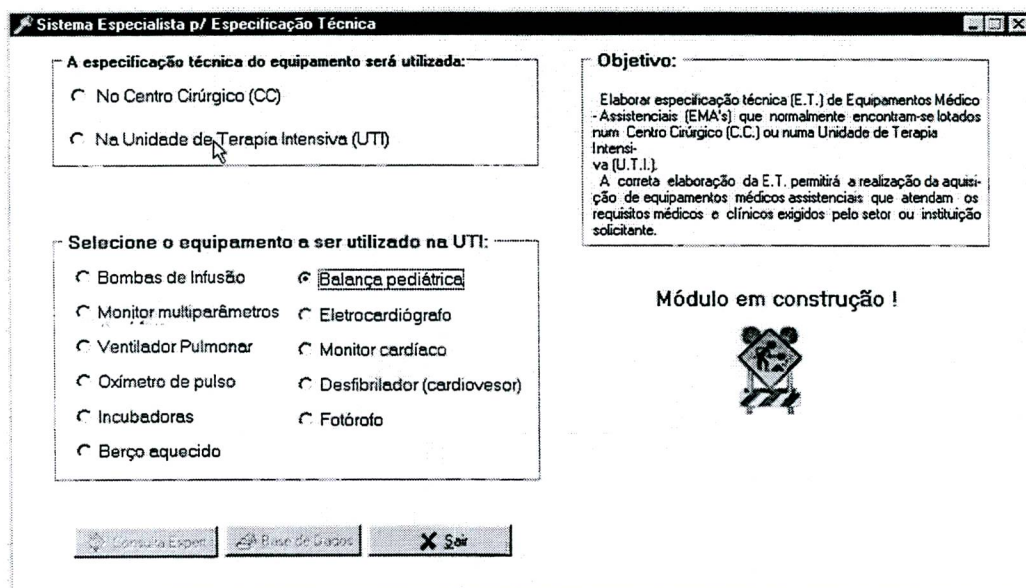 Sistema Especialista p/ Especificação Técnica
A especificação técnica do equipamento será utilizada:
No Centro Cirúrgico (CC)
Na Unidade de Terapia Intensiva (UTI)
Objetivo:
Elaborar especificação técnica (E.T.) de Equipamentos Médico
-Assistenciais (EMA's) que normalmente encontram-se lotados
num Centro Cirúrgico (C.C.) ou numa Unidade de Terapia
Intensi-
va (U.T.I.).
A correta elaboração da E.T. permitirá a realização da aquisi-
ção de equipamentos médicos assistenciais que atendam os
requisitos médicos e clínicos exigidos pelo setor ou instituição
solicitante.
Selecione o equipamento a ser utilizado na UTI:
Bombas de Infusão
Monitor multiparâmetros
Ventilador Pulmonar
Oxímetro de pulso
Incubadoras
Berço aquecido
Balança pediátrica
Eletrocardiógrafo
Monitor cardíaco
Desfibrilador (cardiovesor)
Fotórofo
Módulo em construção !
Consulta Expert
Base de Dados
Sair